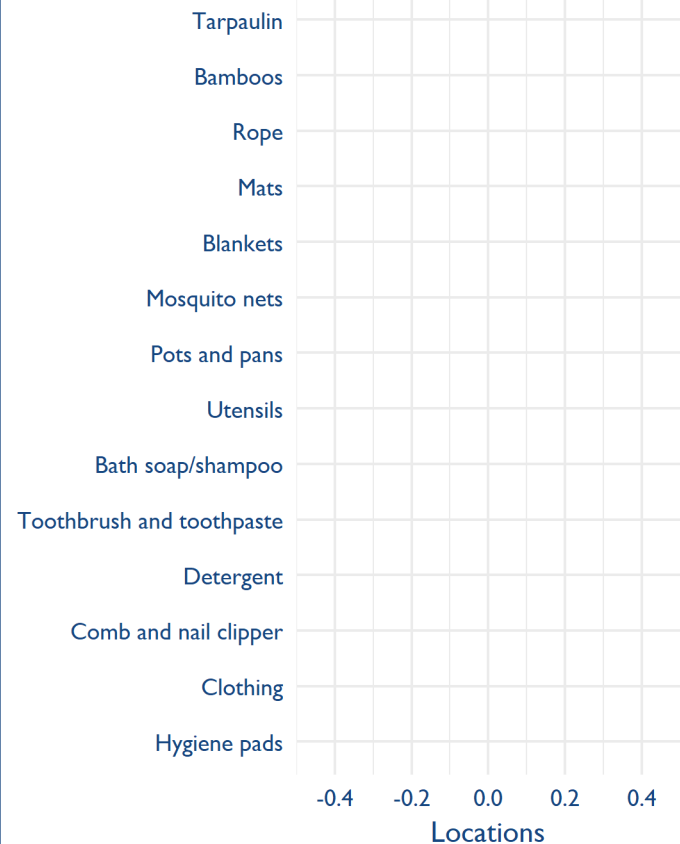 Tarpaulin
Bamboos
Rope
Mats
Blankets
Mosquito nets
Pots and pans
Utensils
Bath soap/shampoo
Toothbrush and toothpaste
Detergent
Comb and nail clipper
Clothing
Hygiene pads
-0.4 -0.2 0.0 0.2 0.4
Locations